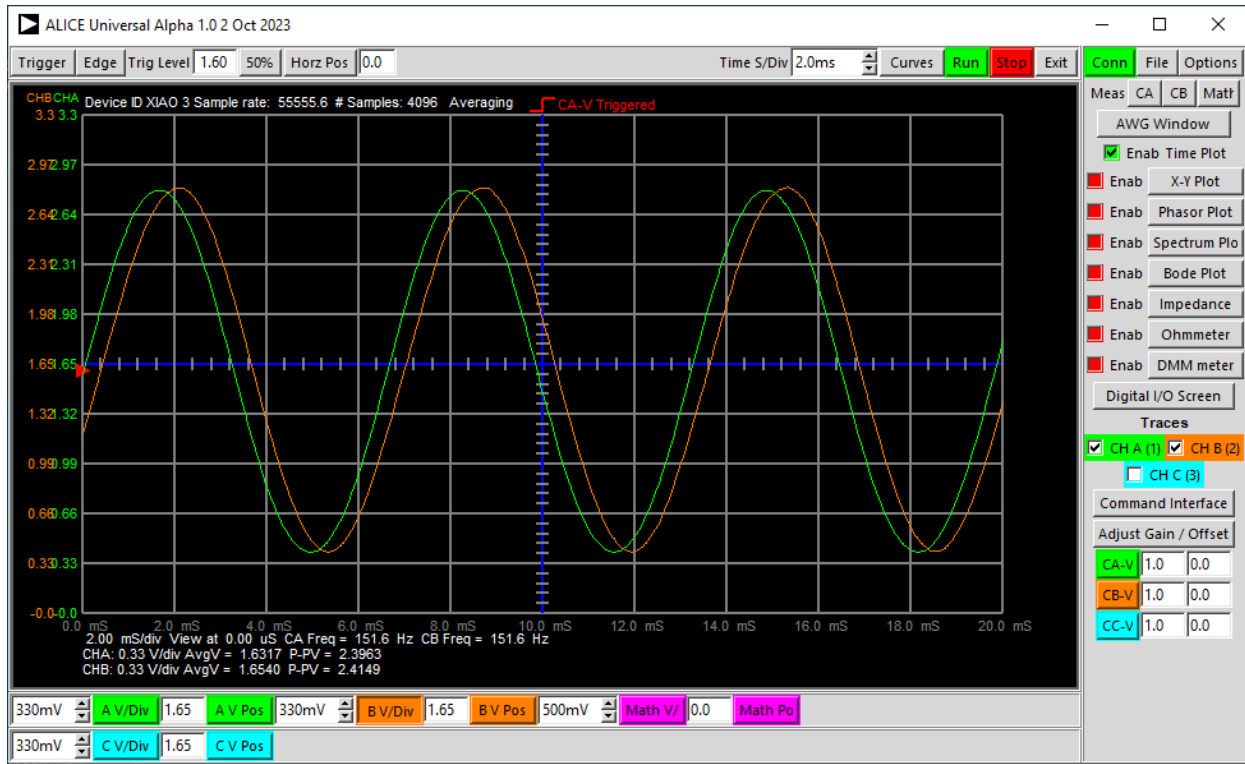 ALICE Universal Alpha 1.0 2 Oct 2023
Trigger Edge Trig Level 1.60 50% Horz Pos 0.0 Time S/Div 2.0ms Curves Run Stop Exit Conn File Options
Meas CA CB Math
AWG Window
Enab Time Plot
Enab X-Y Plot
Enab Phasor Plot
Enab Spectrum Plo
Enab Bode Plot
Enab Impedance
Enab Ohmmeter
Enab DMM meter
Digital I/O Screen
Traces
CH A (1) CH B (2)
CH C (3)
Command Interface
Adjust Gain / Offset
CA-V 1.0 0.0
CB-V 1.0 0.0
CC-V 1.0 0.0
CHB CHA Device ID XIAO 3 Sample rate: 55555.6 # Samples: 4096 Averaging CA-V Triggered
3.3 3.3
2.97 2.97
2.64 2.64
2.31 2.31
1.98 1.98
1.65 1.65
1.32 1.32
0.99 0.99
0.66 0.66
0.33 0.33
-0.0 -0.0
0.0 mS 2.0 mS 4.0 mS 6.0 mS 8.0 mS 10.0 mS 12.0 mS 14.0 mS 16.0 mS 18.0 mS 20.0 mS
2.00 mS/div View at 0.00 uS CA Freq = 151.6 Hz CB Freq = 151.6 Hz
CHA: 0.33 V/div AvgV = 1.6317 P-PV = 2.3963
CHB: 0.33 V/div AvgV = 1.6540 P-PV = 2.4149
330mV A V/Div 1.65 A V Pos 330mV B V/Div 1.65 B V Pos 500mV Math V/ 0.0 Math Po
330mV C V/Div 1.65 C V Pos